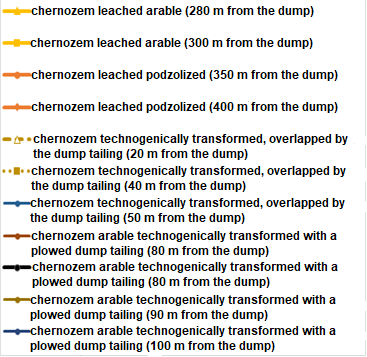 chernozem leached arable (280 m from the dump)
chernozem leached arable (300 m from the dump)
chernozem leached podzolized (350 m from the dump)
chernozem leached podzolized (400 m from the dump)
chernozem technogenically transformed, overlapped by
the dump tailing (20 m from the dump)
chernozem technogenically transformed, overlapped by
the dump tailing (40 m from the dump)
chernozem technogenically transformed, overlapped by
the dump tailing (50 m from the dump)
chernozem arable technogenically transformed with a
plowed dump tailing (80 m from the dump)
chernozem arable technogenically transformed with a
plowed dump tailing (80 m from the dump)
chernozem arable technogenically transformed with a
plowed dump tailing (90 m from the dump)
chernozem arable technogenically transformed with a
plowed dump tailing (100 m from the dump)